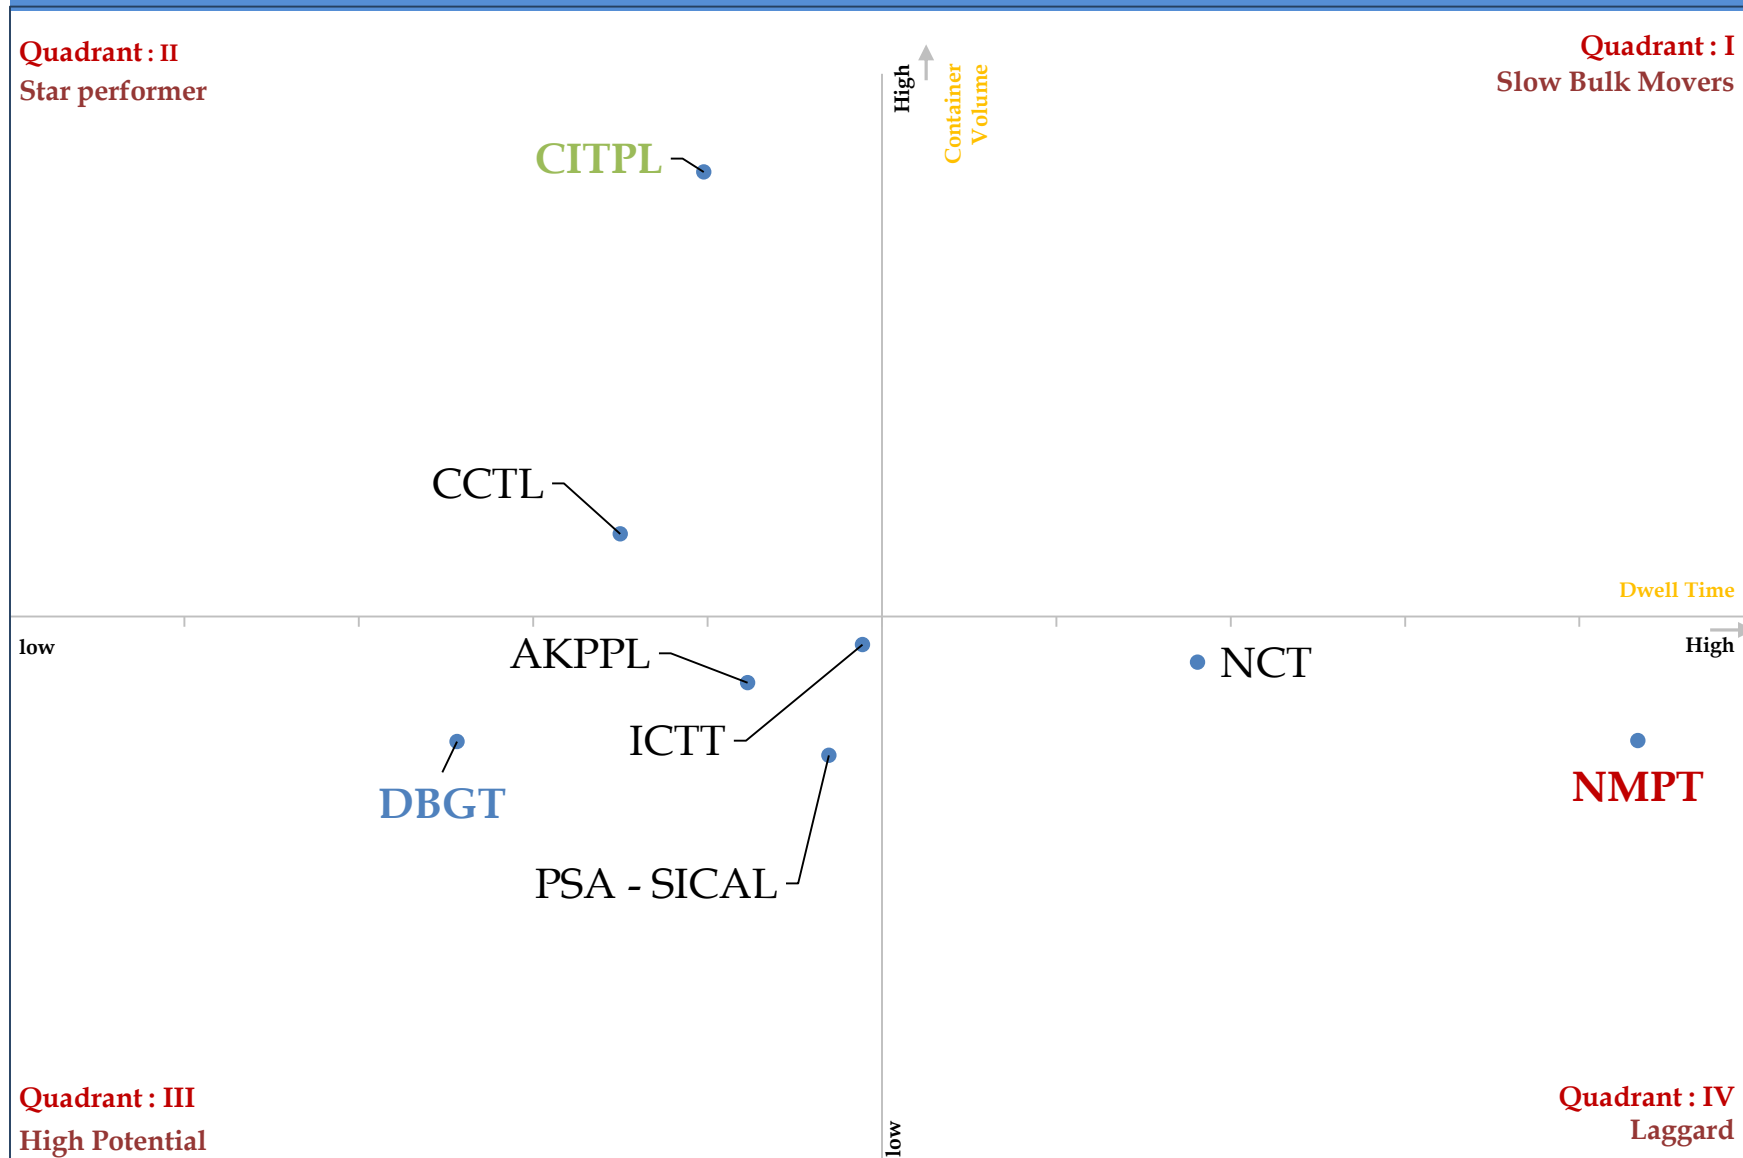 Quadrant : II
Star performer
Quadrant : I
Slow Bulk Movers
High
Container
Volume
CITPL
CCTL
Dwell Time
low
High
AKPPL
NCT
ICTT
DBGT
NMPT
PSA - SICAL
Quadrant : III
High Potential
Quadrant : IV
Laggard
low